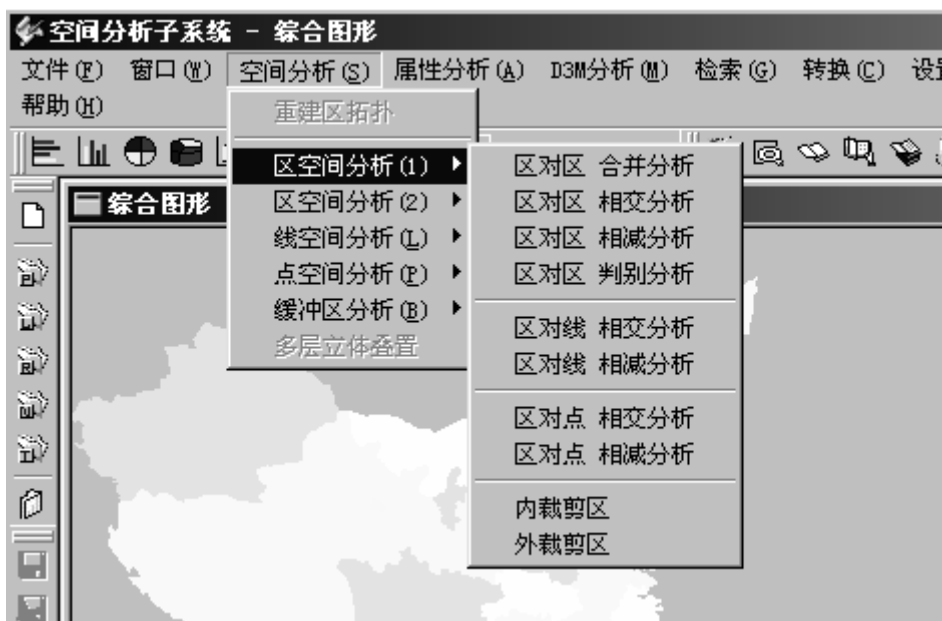 空间分析子系统 - 综合图形
文件(F) 窗口(W) 空间分析(S) 属性分析(A) D3M分析(M) 检索(G) 转换(C)
帮助(H)
重建区拓扑
区空间分析(1)
区空间分析(2)
线空间分析(L)
点空间分析(P)
缓冲区分析(B)
多层立体叠置
区对区 合并分析
区对区 相交分析
区对区 相减分析
区对区 判别分析
区对线 相交分析
区对线 相减分析
区对点 相交分析
区对点 相减分析
内裁剪区
外裁剪区
综合图形